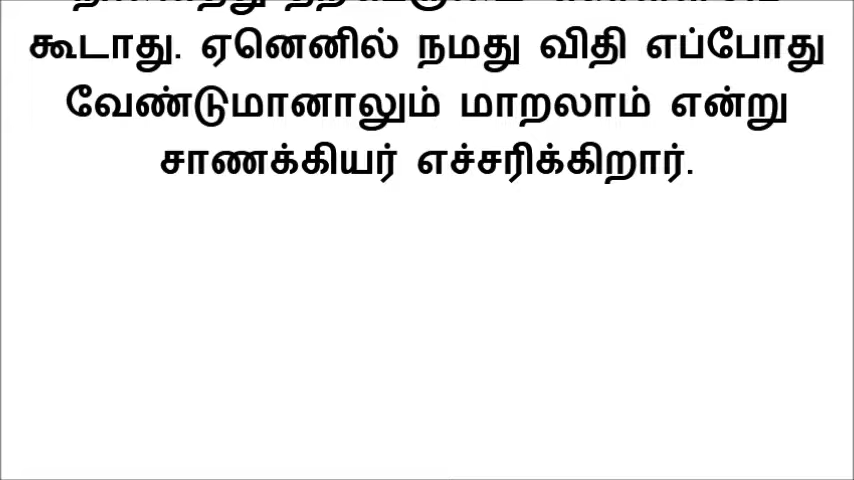 கூடாது. ஏனெனில் நமது விதி எப்போது
வேண்டுமானாலும் மாறலாம் என்று
சாணக்கியர் எச்சரிக்கிறார்.